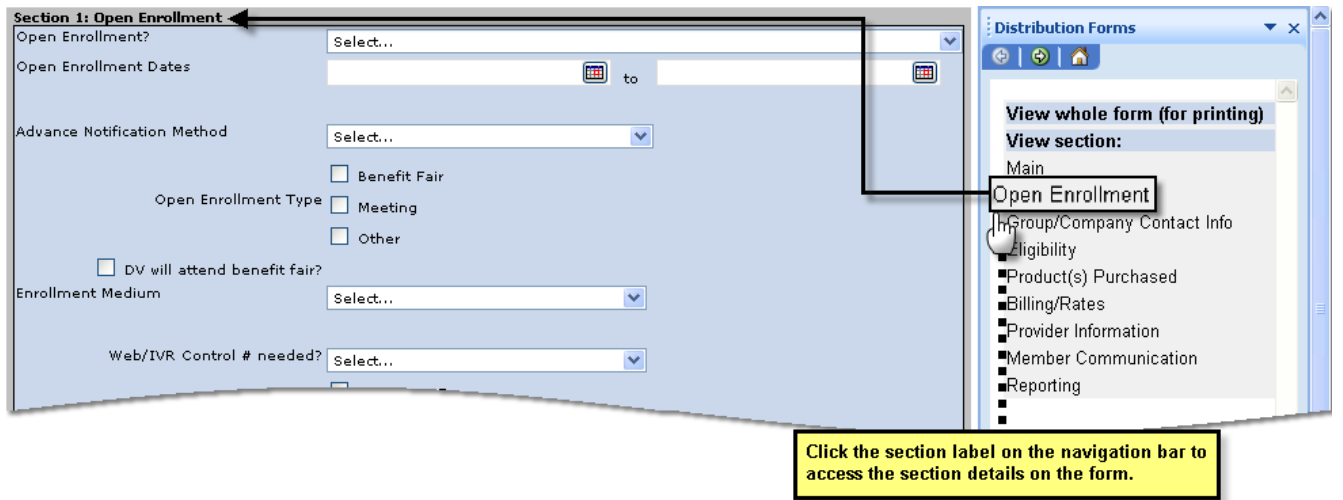 Section 1: Open Enrollment
Open Enrollment?
Select...
Open Enrollment Dates
to
Advance Notification Method
Select...
Benefit Fair
Open Enrollment Type
Meeting
Other
DV will attend benefit fair?
Enrollment Medium
Select...
Web/IVR Control # needed?
Select...
Distribution Forms
View whole form (for printing)
View section:
Main
Open Enrollment
Group/Company Contact Info
Eligibility
Product(s) Purchased
Billing/Rates
Provider Information
Member Communication
Reporting
Click the section label on the navigation bar to
access the section details on the form.